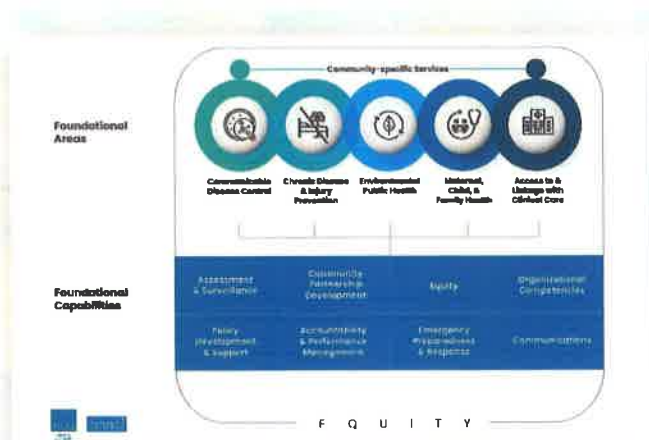 Community-specific Services
Foundational
Areas
Communicable
Disease Control
Chronic Disease
& Injury
Prevention
Environmental
Public Health
Maternal,
Child, &
Family Health
Access to &
Linkage with
Clinical Care
Foundational
Capabilities
Assessment
& Surveillance
Community
Partnership
Development
Equity
Organizational
Competencies
Policy
Development
& Support
Accountability
& Performance
Management
Emergency
Preparedness
& Response
Communications
E Q U I T Y